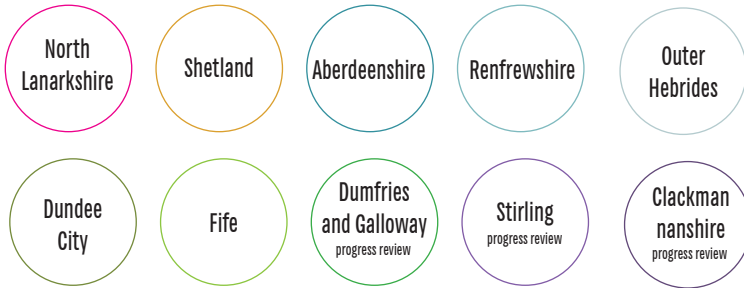 North
Lanarkshire
Shetland
Aberdeenshire
Renfrewshire
Outer
Hebrides
Dundee
City
Fife
Dumfries
and Galloway
progress review
Stirling
progress review
Clackman
nanshire
progress review